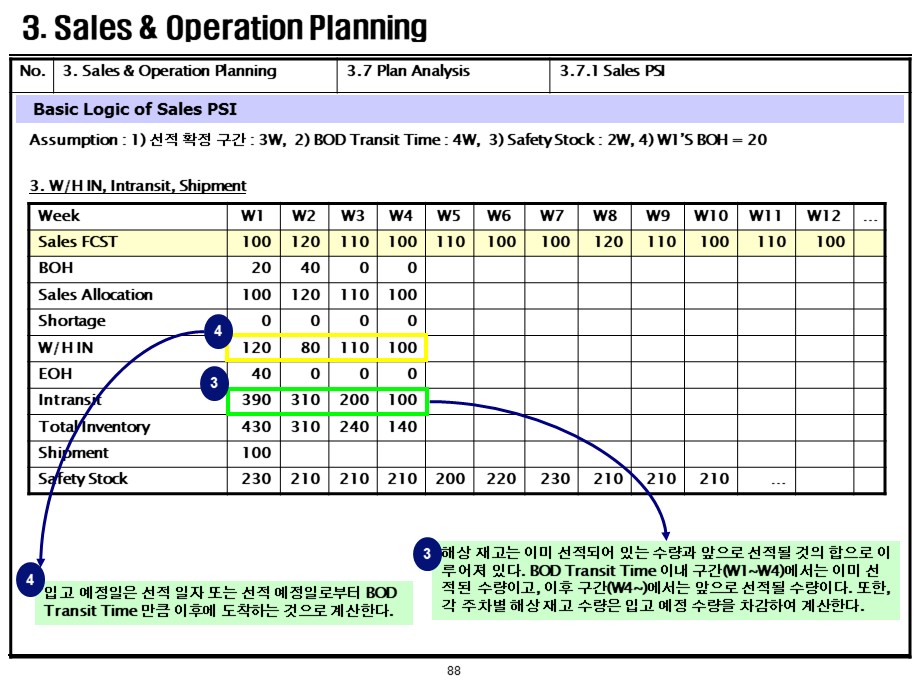 3. Sales & Operation Planning
No. 3. Sales & Operation Planning 3.7 Plan Analysis 3.7.1 Sales PSI
Basic Logic of Sales PSI
Assumption : 1) 선적 확정 구간 : 3W, 2) BOD Transit Time : 4W, 3) Safety Stock : 2W, 4) W1'S BOH = 20
3. W/H IN, Intransit, Shipment
Week W1 W2 W3 W4 W5 W6 W7 W8 W9 W10 W11 W12 ...
Sales FCST 100 120 110 100 110 100 100 120 110 100 110 100
BOH 20 40 0 0
Sales Allocation 100 120 110 100
Shortage 0 0 0 0
4
W/H IN 120 80 110 100
EOH 40 0 0 0
3
Intransit 390 310 200 100
Total Inventory 430 310 240 140
Shipment 100
Safety Stock 230 210 210 210 200 220 230 210 210 210 ...
3 해상 재고는 이미 선적되어 있는 수량과 앞으로 선적될 것의 합으로 이
루어져 있다. BOD Transit Time 이내 구간(W1~W4)에서는 이미 선
적된 수량이고, 이후 구간(W4~)에서는 앞으로 선적될 수량이다. 또한,
각 주차별 해상 재고 수량은 입고 예정 수량을 차감하여 계산한다.
4 입고 예정일은 선적 일자 또는 선적 예정일로부터 BOD
Transit Time 만큼 이후에 도착하는 것으로 계산한다.
88